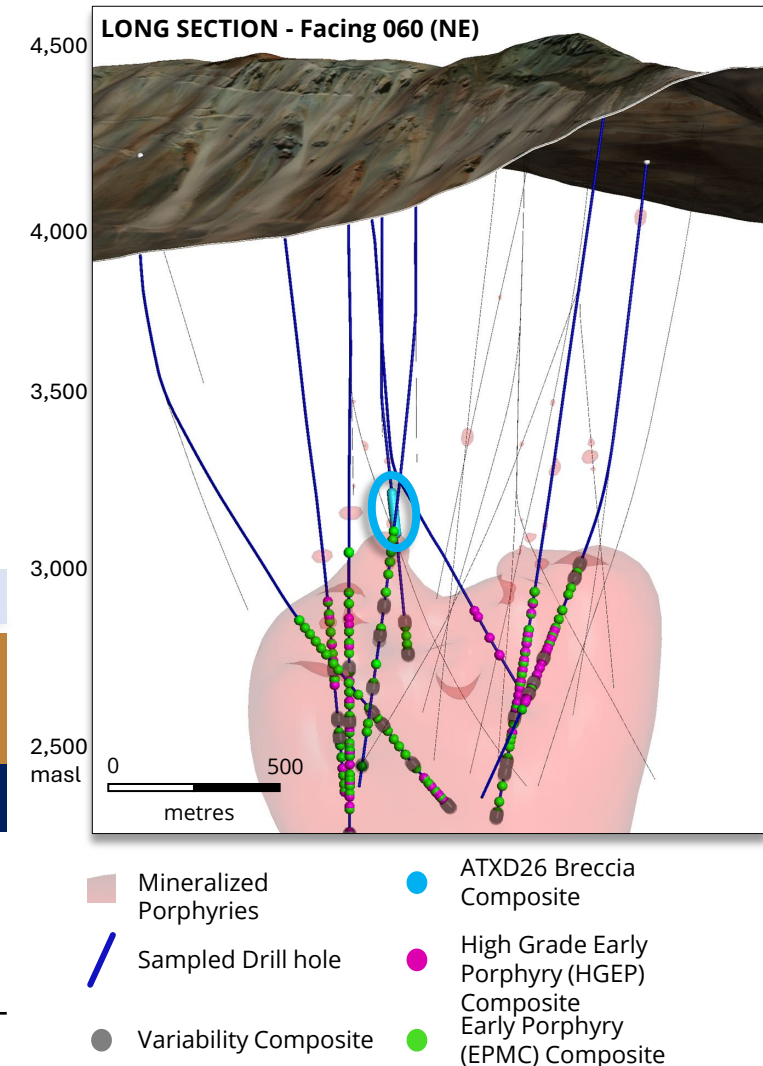 LONG SECTION - Facing 060 (NE)
4,500
4,000
3,500
3,000
2,500
masl
0 500
metres
Mineralized
Porphyries
Sampled Drill hole
Variability Composite
ATXD26 Breccia
Composite
High Grade Early
Porphyry (HGEP)
Composite
Early Porphyry
(EPMC) Composite